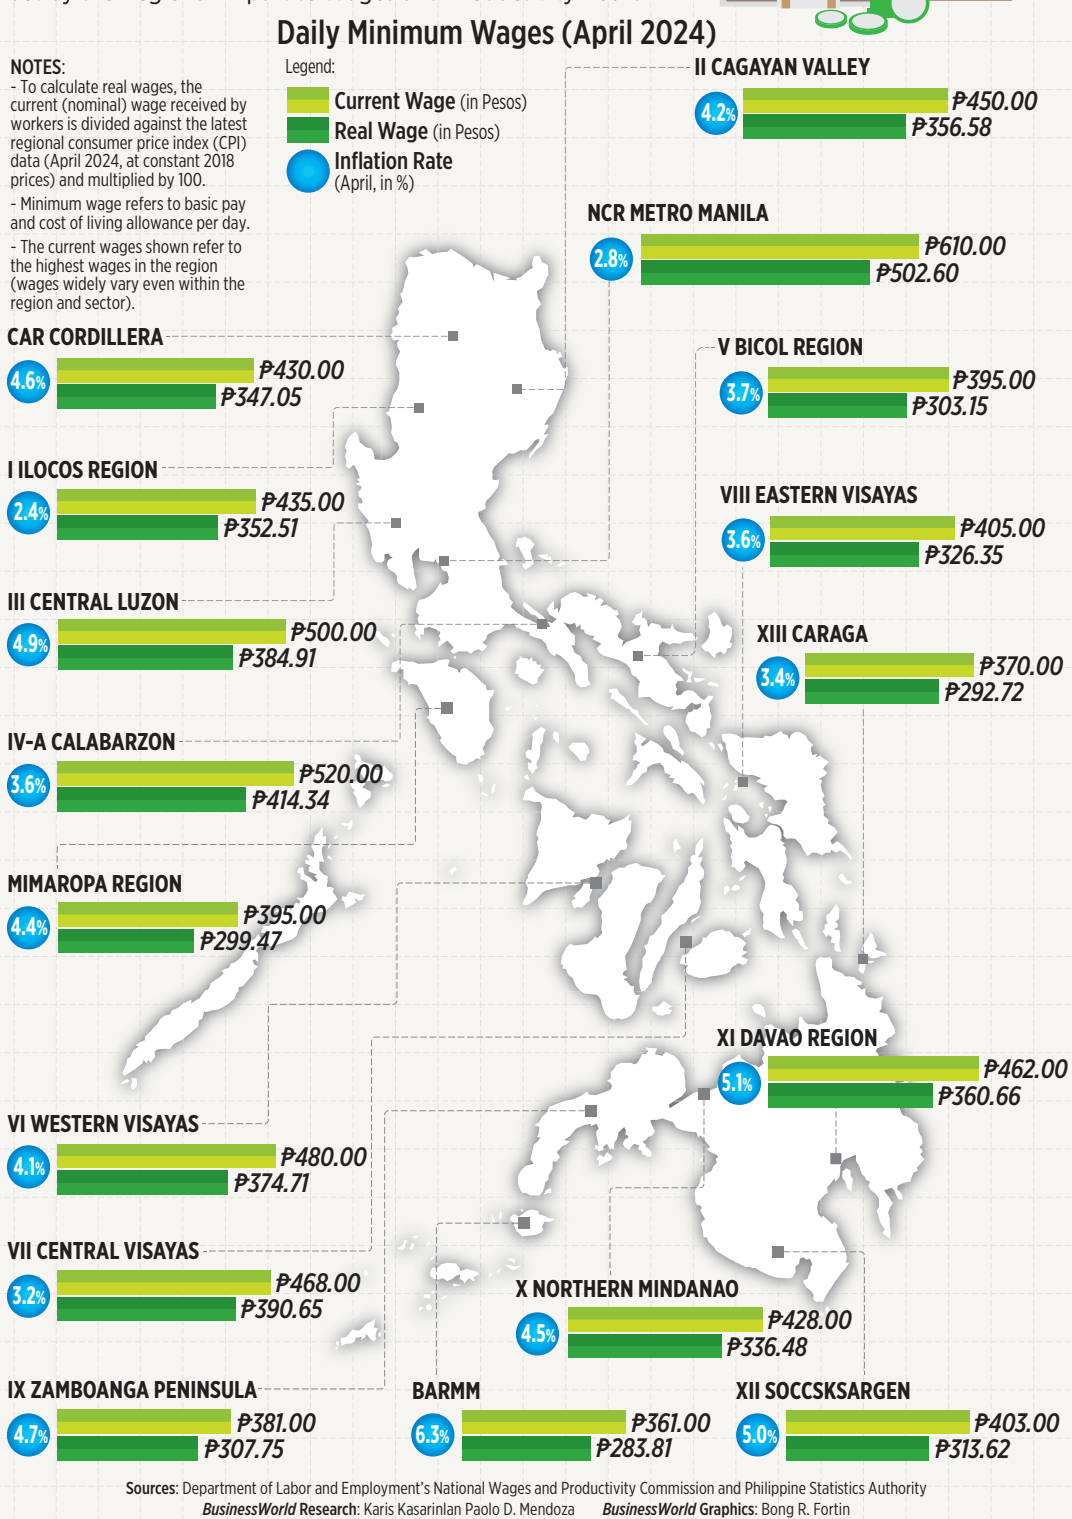 Daily Minimum Wages (April 2024)
NOTES:
- To calculate real wages, the
current (nominal) wage received by
workers is divided against the latest
regional consumer price index (CPI)
data (April 2024, at constant 2018
prices) and multiplied by 100.
- Minimum wage refers to basic pay
and cost of living allowance per day.
- The current wages shown refer to
the highest wages in the region
(wages widely vary even within the
region and sector).
Legend:
Current Wage (in Pesos)
Real Wage (in Pesos)
Inflation Rate
(April, in %)
II CAGAYAN VALLEY
4.2%
₱450.00
₱356.58
NCR METRO MANILA
2.8%
₱610.00
₱502.60
CAR CORDILLERA
4.6%
₱430.00
₱347.05
V BICOL REGION
3.7%
₱395.00
₱303.15
I ILOCOS REGION
2.4%
₱435.00
₱352.51
VIII EASTERN VISAYAS
3.6%
₱405.00
₱326.35
III CENTRAL LUZON
4.9%
₱500.00
₱384.91
XIII CARAGA
3.4%
₱370.00
₱292.72
IV-A CALABARZON
3.6%
₱520.00
₱414.34
MIMAROPA REGION
4.4%
₱395.00
₱299.47
XI DAVAO REGION
5.1%
₱462.00
₱360.66
VI WESTERN VISAYAS
4.1%
₱480.00
₱374.71
VII CENTRAL VISAYAS
3.2%
₱468.00
₱390.65
X NORTHERN MINDANAO
4.5%
₱428.00
₱336.48
IX ZAMBOANGA PENINSULA
4.7%
₱381.00
₱307.75
BARMM
6.3%
₱361.00
₱283.81
XII SOCCSKSARGEN
5.0%
₱403.00
₱313.62
Sources: Department of Labor and Employment's National Wages and Productivity Commission and Philippine Statistics Authority
BusinessWorld Research: Karis Kasarinlan Paolo D. Mendoza BusinessWorld Graphics: Bong R. Fortin